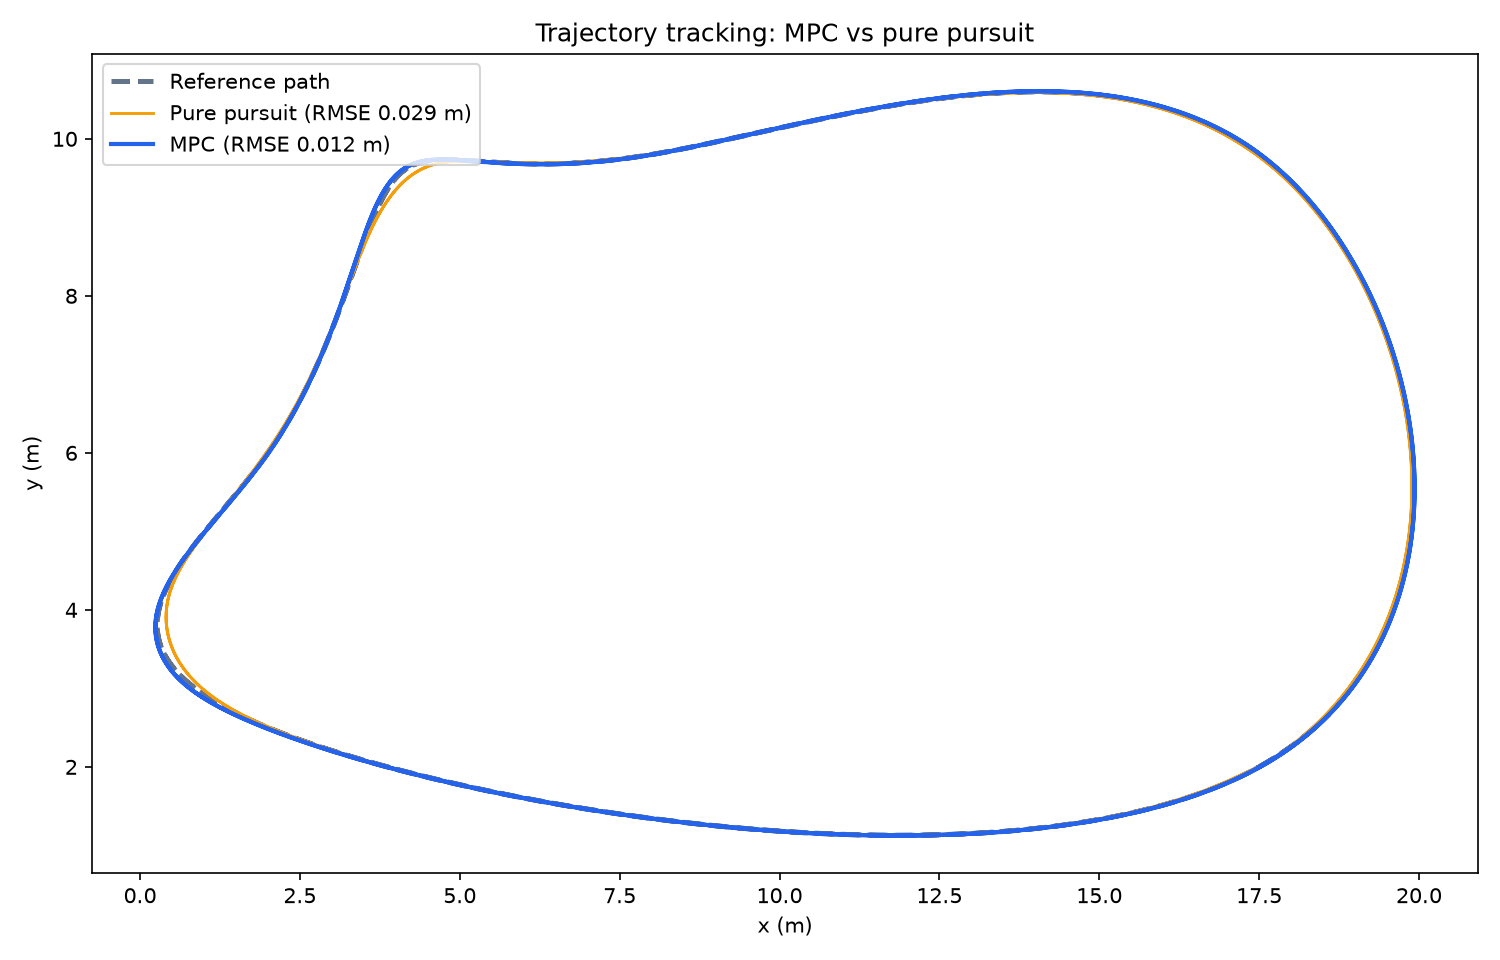 Trajectory tracking: MPC vs pure pursuit
Reference path
Pure pursuit (RMSE 0.029 m)
MPC (RMSE 0.012 m)
10
8
6
4
2
y (m)
0.0 2.5 5.0 7.5 10.0 12.5 15.0 17.5 20.0
x (m)